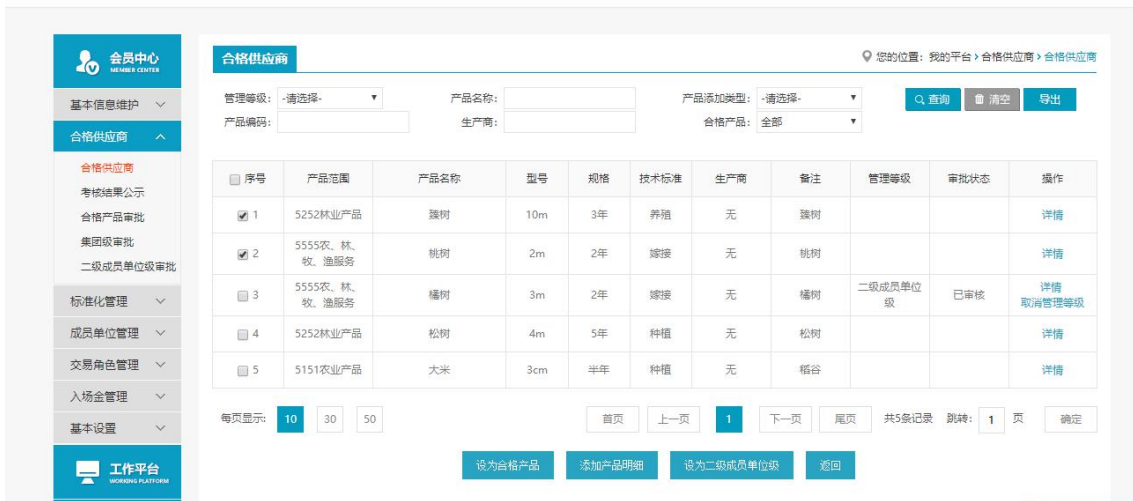 会员中心
MEMBER CENTER
基本信息维护
合格供应商
合格供应商
考核结果公示
合格产品审批
集团级审批
二级成员单位级审批
标准化管理
成员单位管理
交易角色管理
入场金管理
基本设置
工作平台
WORKING PLATFORM
合格供应商 您的位置: 我的平台>合格供应商>合格供应商
管理等级: -请选择- 产品名称: 产品添加类型: -请选择- 查询 清空 导出
产品编码: 生产商: 合格产品: 全部
序号 产品范围 产品名称 型号 规格 技术标准 生产商 备注 管理等级 审批状态 操作
1 5252林业产品 臻树 10m 3年 养殖 无 臻树 详情
2 5555农、林、牧、渔服务 桃树 2m 2年 嫁接 无 桃树 详情
3 5555农、林、牧、渔服务 橘树 3m 2年 嫁接 无 橘树 二级成员单位级 已审核 详情 取消管理等级
4 5252林业产品 松树 4m 5年 种植 无 松树 详情
5 5151农业产品 大米 3cm 半年 种植 无 稻谷 详情
每页显示: 10 30 50 首页 上一页 1 下一页 尾页 共5条记录 跳转: 1 页 确定
设为合格产品 添加产品明细 设为二级成员单位级 返回